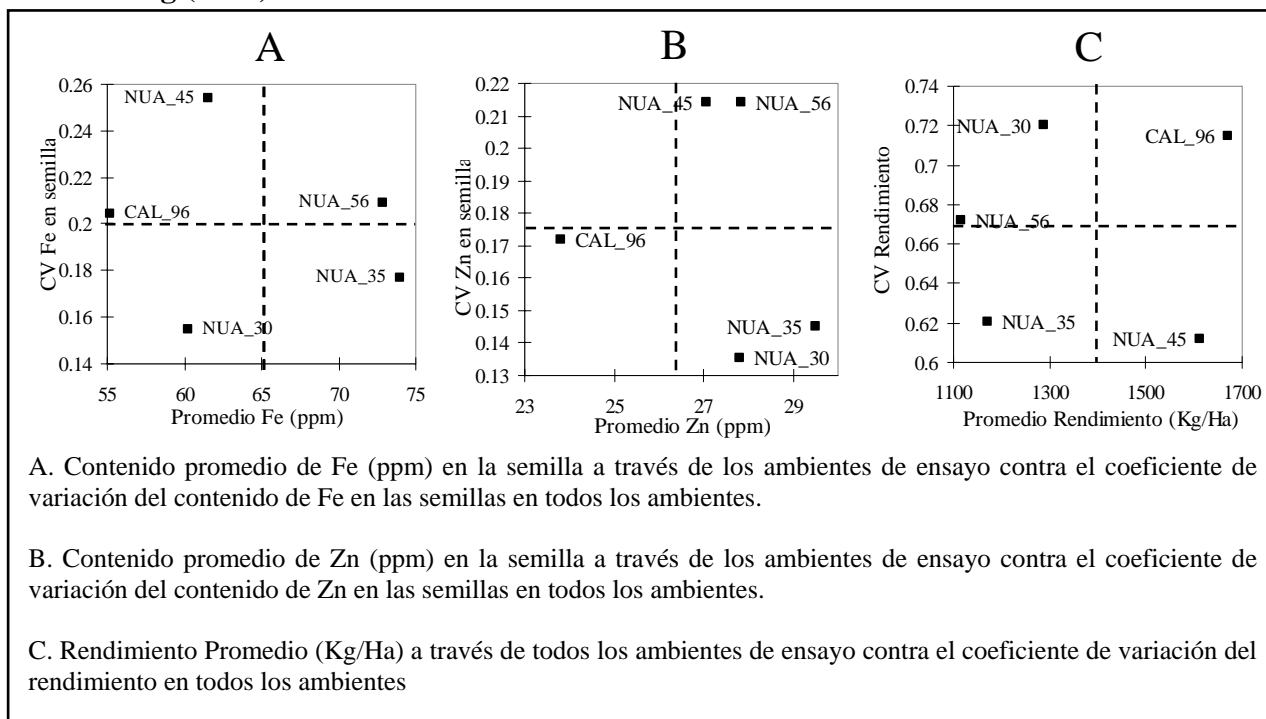 A
B
C
0.26
0.24
0.22
0.2
0.18
0.16
0.14
CV Fe en semilla
NUA_45
CAL_96
NUA_56
NUA_35
NUA_30
55
60
65
70
75
Promedio Fe (ppm)
0.22
0.21
0.2
0.19
0.18
0.17
0.16
0.15
0.14
0.13
CV Zn en semilla
NUA_45
NUA_56
CAL_96
NUA_35
NUA_30
23
25
27
29
Promedio Zn (ppm)
0.74
0.72
0.7
0.68
0.66
0.64
0.62
0.6
CV Rendimiento
NUA_30
CAL_96
NUA_56
NUA_35
NUA_45
1100
1300
1500
1700
Promedio Rendimiento (Kg/Ha)
A. Contenido promedio de Fe (ppm) en la semilla a través de los ambientes de ensayo contra el coeficiente de
variación del contenido de Fe en las semillas en todos los ambientes.
B. Contenido promedio de Zn (ppm) en la semilla a través de los ambientes de ensayo contra el coeficiente de
variación del contenido de Zn en las semillas en todos los ambientes.
C. Rendimiento Promedio (Kg/Ha) a través de todos los ambientes de ensayo contra el coeficiente de variación del
rendimiento en todos los ambientes